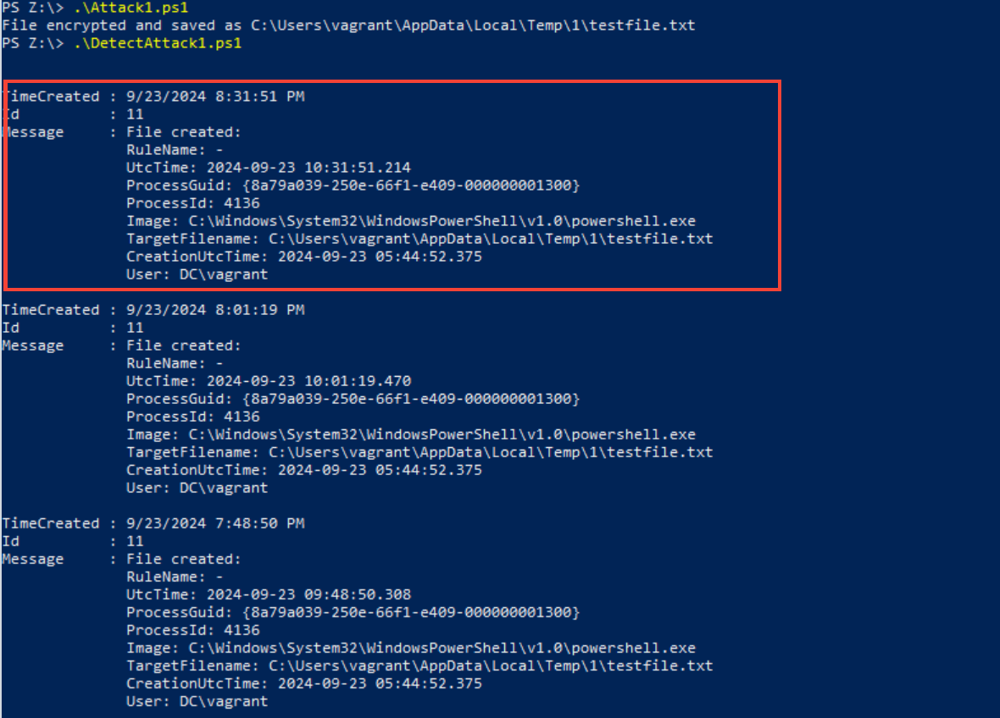 PS Z:\> .\Attack1.ps1
File encrypted and saved as C:\Users\vagrant\AppData\Local\Temp\1\testfile.txt
PS Z:\> .\DetectAttack1.ps1
TimeCreated : 9/23/2024 8:31:51 PM
Id : 11
Message : File created:
RuleName: -
UtcTime: 2024-09-23 10:31:51.214
ProcessGuid: {8a79a039-250e-66f1-e409-000000001300}
ProcessId: 4136
Image: C:\Windows\System32\WindowsPowerShell\v1.0\powershell.exe
TargetFilename: C:\Users\vagrant\AppData\Local\Temp\1\testfile.txt
CreationUtcTime: 2024-09-23 05:44:52.375
User: DC\vagrant
TimeCreated : 9/23/2024 8:01:19 PM
Id : 11
Message : File created:
RuleName: -
UtcTime: 2024-09-23 10:01:19.470
ProcessGuid: {8a79a039-250e-66f1-e409-000000001300}
ProcessId: 4136
Image: C:\Windows\System32\WindowsPowerShell\v1.0\powershell.exe
TargetFilename: C:\Users\vagrant\AppData\Local\Temp\1\testfile.txt
CreationUtcTime: 2024-09-23 05:44:52.375
User: DC\vagrant
TimeCreated : 9/23/2024 7:48:50 PM
Id : 11
Message : File created:
RuleName: -
UtcTime: 2024-09-23 09:48:50.308
ProcessGuid: {8a79a039-250e-66f1-e409-000000001300}
ProcessId: 4136
Image: C:\Windows\System32\WindowsPowerShell\v1.0\powershell.exe
TargetFilename: C:\Users\vagrant\AppData\Local\Temp\1\testfile.txt
CreationUtcTime: 2024-09-23 05:44:52.375
User: DC\vagrant